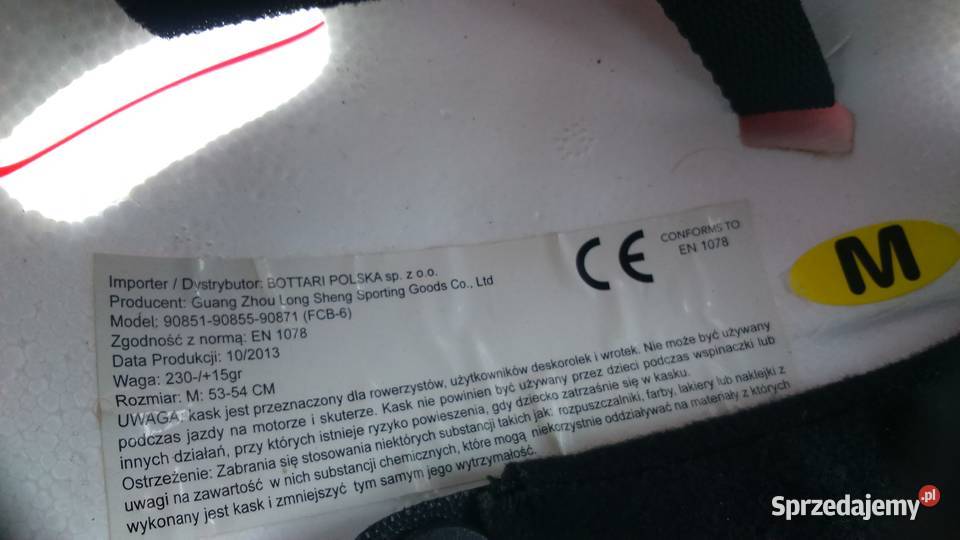 Importer / Dystrybutor: BOTTARI POLSKA sp. z o.o.
Producent: Guang Zhou Long Sheng Sporting Goods Co., Ltd
Model: 90851-90855-90871 (FCB-6)
Zgodność z normą: EN 1078
Data Produkcji: 10/2013
Waga: 230-/+15gr
Rozmiar: M: 53-54 CM
UWAGA: kask jest przeznaczony dla rowerzystów, użytkowników deskorolek i wrotek. Nie może być używany
podczas jazdy na motorze i skuterze. Kask nie powinien być używany przez dzieci podczas wspinaczki lub
innych działań, przy których istnieje ryzyko powieszenia, gdy dziecko zatrzaśnie się w kasku.
Ostrzeżenie: Zabrania się stosowania niektórych substancji takich jak: rozpuszczalniki, farby, lakiery lub naklejki z
uwagi na zawartość w nich substancji chemicznych, które mogą niekorzystnie oddziaływać na materiały z których
wykonany jest kask i zmniejszyć tym samym jego wytrzymałość.
CE
CONFORMS TO
EN 1078
M
Sprzedajemy.pl